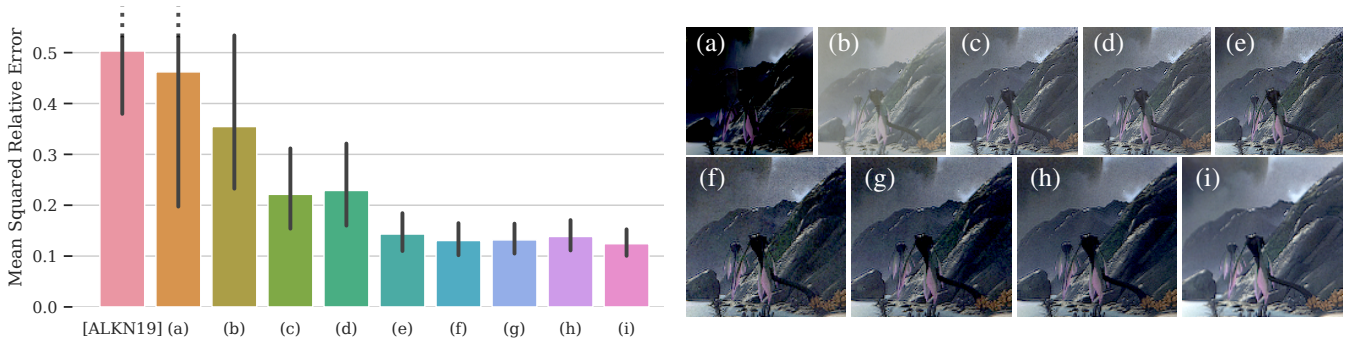 Mean Squared Relative Error
0.5
0.4
0.3
0.2
0.1
0.0
[ALKN19] (a) (b) (c) (d) (e) (f) (g) (h) (i)
(a) (b) (c) (d) (e)
(f) (g) (h) (i)